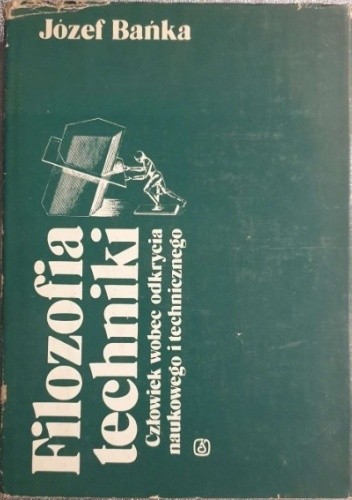 Józef Bańka
Filozofia
techniki
Człowiek wobec odkrycia
naukowego i technicznego